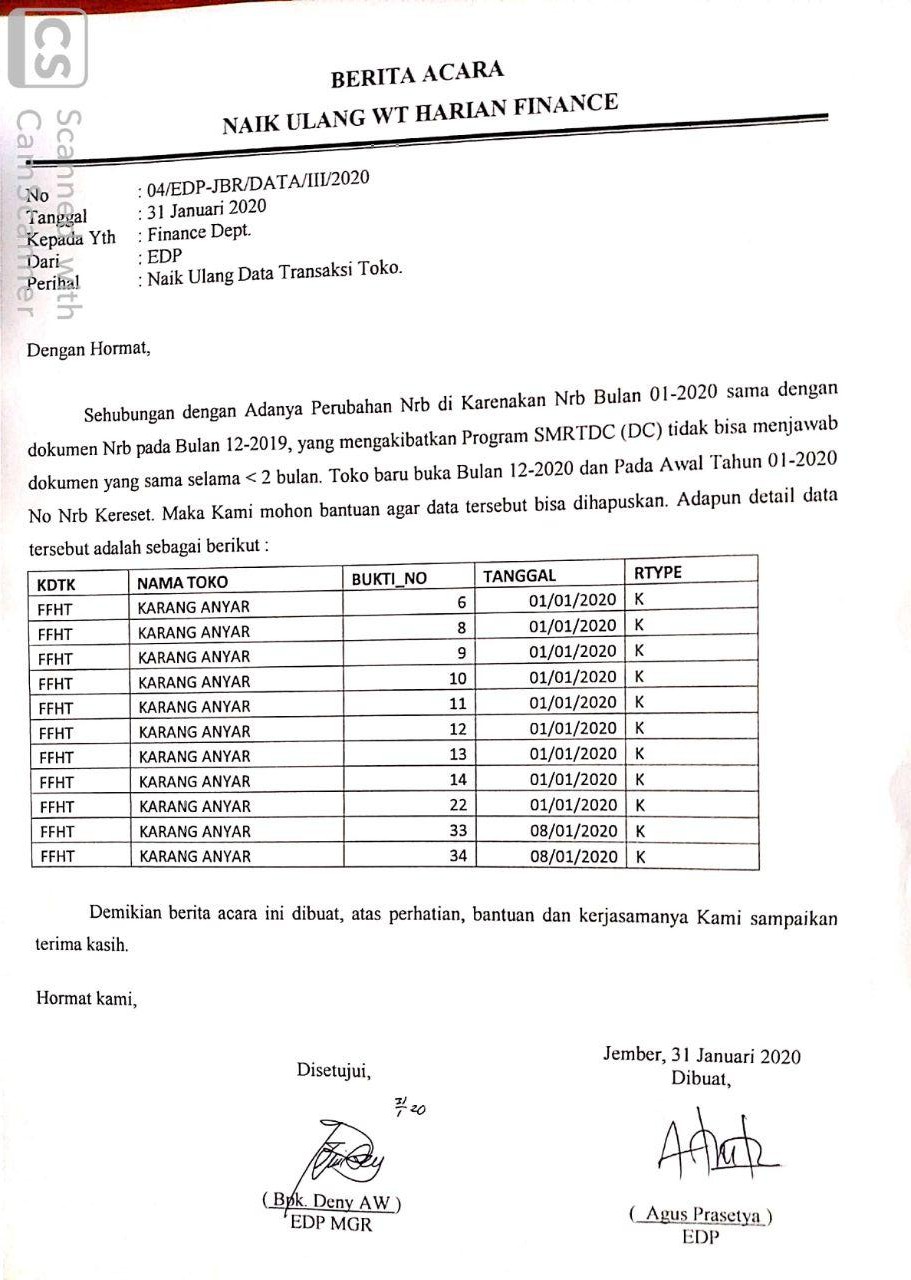 CS
Scanned with
CamScanner
BERITA ACARA
NAIK ULANG WT HARIAN FINANCE
No : 04/EDP-JBR/DATA/III/2020
Tanggal : 31 Januari 2020
Kepada Yth : Finance Dept.
Dari : EDP
Perihal : Naik Ulang Data Transaksi Toko.
Dengan Hormat,
Sehubungan dengan Adanya Perubahan Nrb di Karenakan Nrb Bulan 01-2020 sama dengan
dokumen Nrb pada Bulan 12-2019, yang mengakibatkan Program SMRTDC (DC) tidak bisa menjawab
dokumen yang sama selama < 2 bulan. Toko baru buka Bulan 12-2020 dan Pada Awal Tahun 01-2020
No Nrb Kereset. Maka Kami mohon bantuan agar data tersebut bisa dihapuskan. Adapun detail data
tersebut adalah sebagai berikut :
KDTK NAMA TOKO BUKTI_NO TANGGAL RTYPE
FFHT KARANG ANYAR 6 01/01/2020 K
FFHT KARANG ANYAR 8 01/01/2020 K
FFHT KARANG ANYAR 9 01/01/2020 K
FFHT KARANG ANYAR 10 01/01/2020 K
FFHT KARANG ANYAR 11 01/01/2020 K
FFHT KARANG ANYAR 12 01/01/2020 K
FFHT KARANG ANYAR 13 01/01/2020 K
FFHT KARANG ANYAR 14 01/01/2020 K
FFHT KARANG ANYAR 22 01/01/2020 K
FFHT KARANG ANYAR 33 08/01/2020 K
FFHT KARANG ANYAR 34 08/01/2020 K
Demikian berita acara ini dibuat, atas perhatian, bantuan dan kerjasamanya Kami sampaikan
terima kasih.
Hormat kami,
Jember, 31 Januari 2020
Disetujui, Dibuat,
31/1 20
( Bpk. Deny AW ) ( Agus Prasetya )
EDP MGR EDP